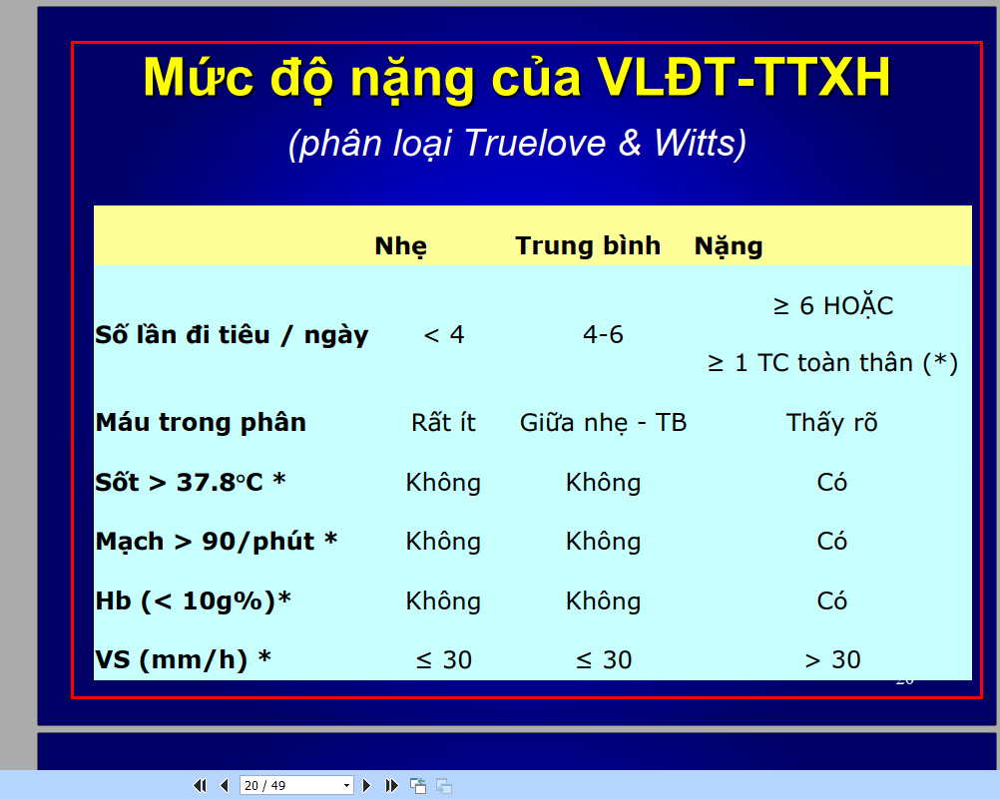 Mức độ nặng của VLĐT-TTXH
(phân loại Truelove & Witts)
Nhẹ Trung bình Nặng
Số lần đi tiêu / ngày < 4 4-6 ≥ 6 HOẶC
≥ 1 TC toàn thân (*)
Máu trong phân Rất ít Giữa nhẹ - TB Thấy rõ
Sốt > 37.8°C * Không Không Có
Mạch > 90/phút * Không Không Có
Hb (< 10g%)* Không Không Có
VS (mm/h) * ≤ 30 ≤ 30 > 30
20
20 / 49